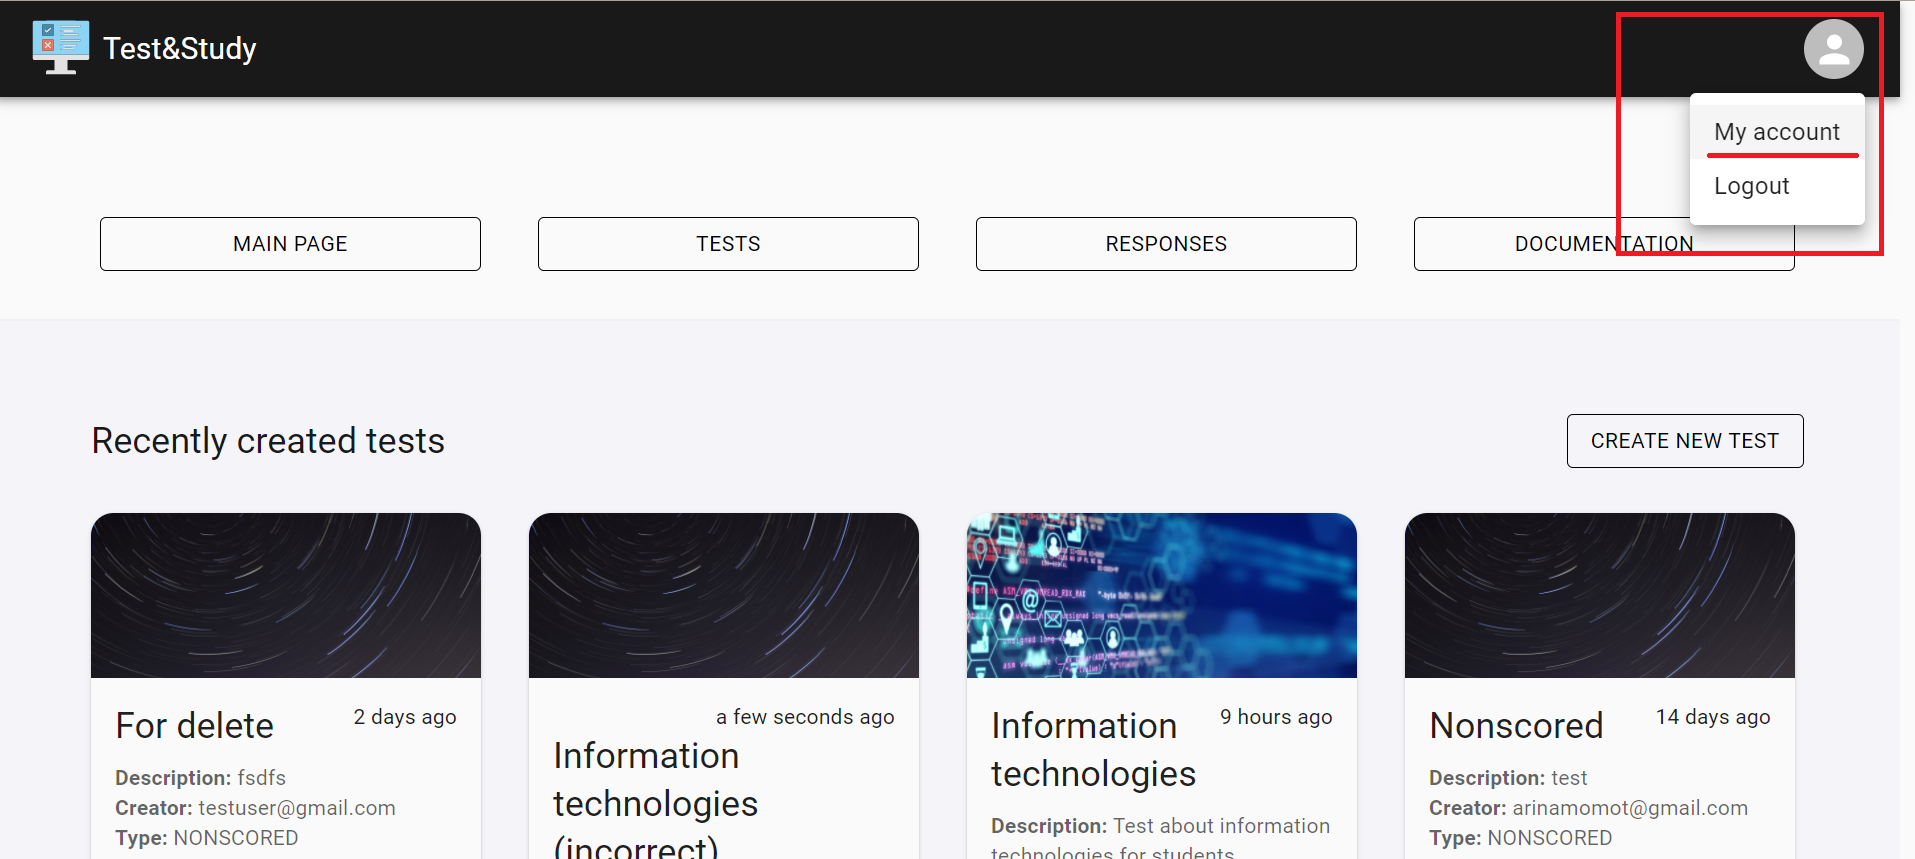 Test&Study
My account
Logout
MAIN PAGE
TESTS
RESPONSES
DOCUMENTATION
Recently created tests
CREATE NEW TEST
For delete
2 days ago
Description: fsdfs
Creator: testuser@gmail.com
Type: NONSCORED
a few seconds ago
Information
technologies
(incorrect)
Information
technologies
9 hours ago
Description: Test about information
technologies for students
Nonscored
14 days ago
Description: test
Creator: arinamomot@gmail.com
Type: NONSCORED